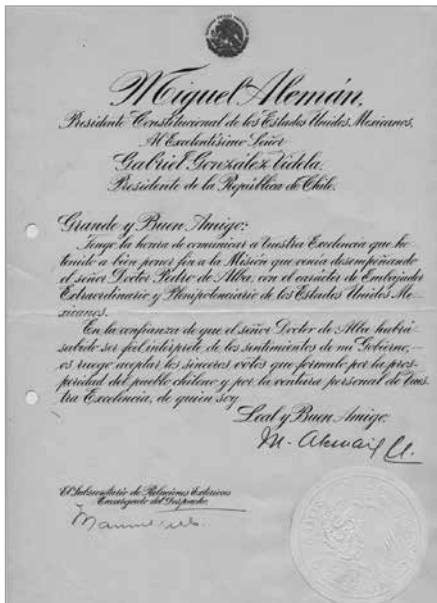 Miguel Alemán,
Presidente Constitucional de los Estados Unidos Mexicanos,
Al Excelentísimo Señor
Gabriel González Videla,
Presidente de la República de Chile.
Grande y Buen Amigo:
Tengo la honra de comunicar a Vuestra Excelencia que he
tenido a bien poner fin a la Misión que venía desempeñando
el señor Doctor Pedro de Alba, con el carácter de Embajador
Extraordinario y Plenipotenciario de los Estados Unidos Me-
xicanos.
En la confianza de que el señor Doctor de Alba habrá
sabido ser fiel intérprete de los sentimientos de mi Gobierno, —
os ruego aceptar los sinceros votos que formulo por la pros-
peridad del pueblo chileno y por la ventura personal de Vues-
tra Excelencia, de quien soy
Leal y Buen Amigo.
M. Alemán V.
El Subsecretario de Relaciones Exteriores
Encargado del Despacho.